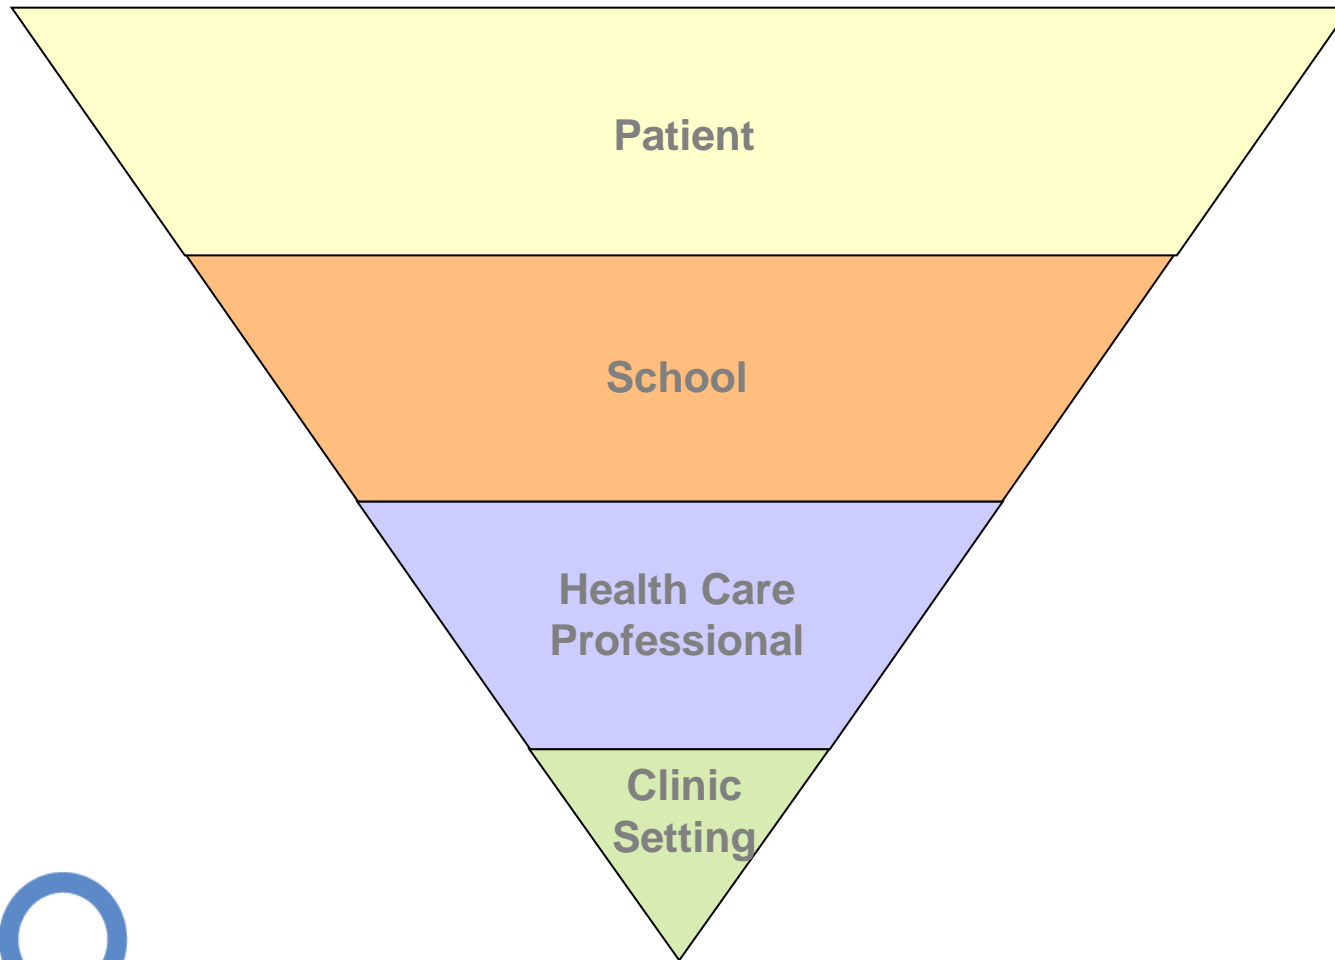 Patient
School
Health Care
Professional
Clinic
Setting